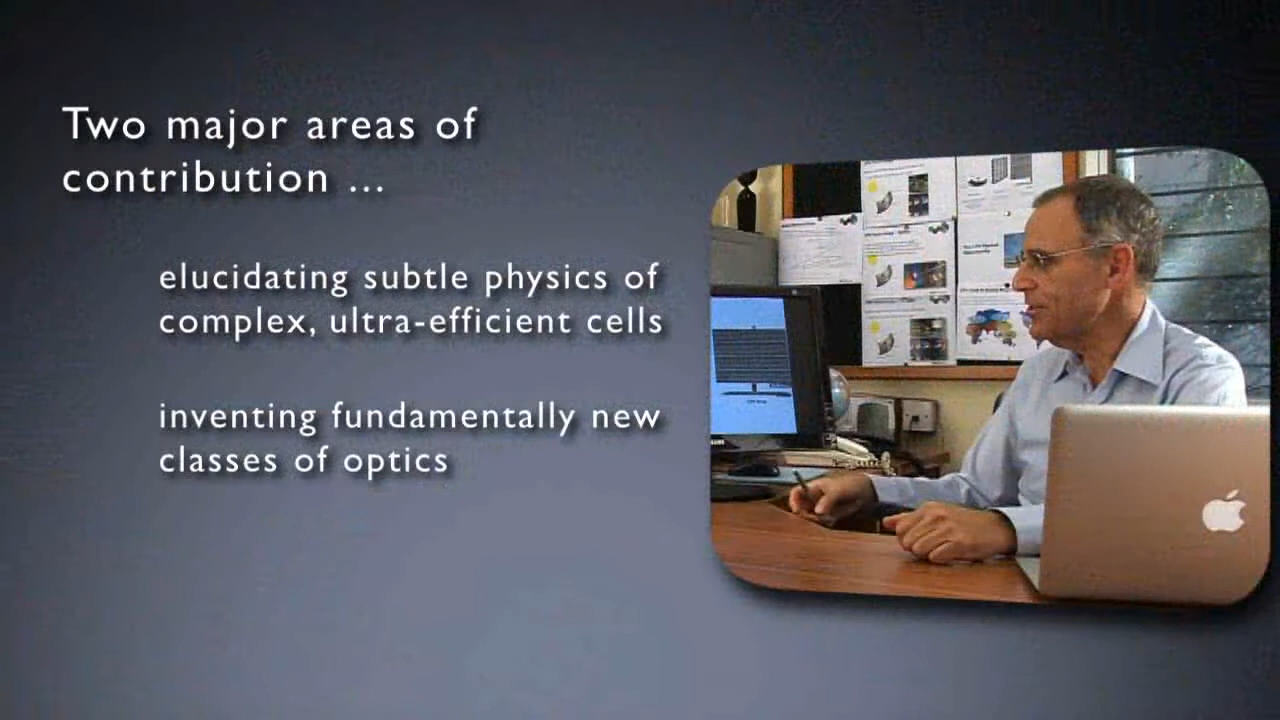 Two major areas of
contribution ...
elucidating subtle physics of
complex, ultra-efficient cells
inventing fundamentally new
classes of optics